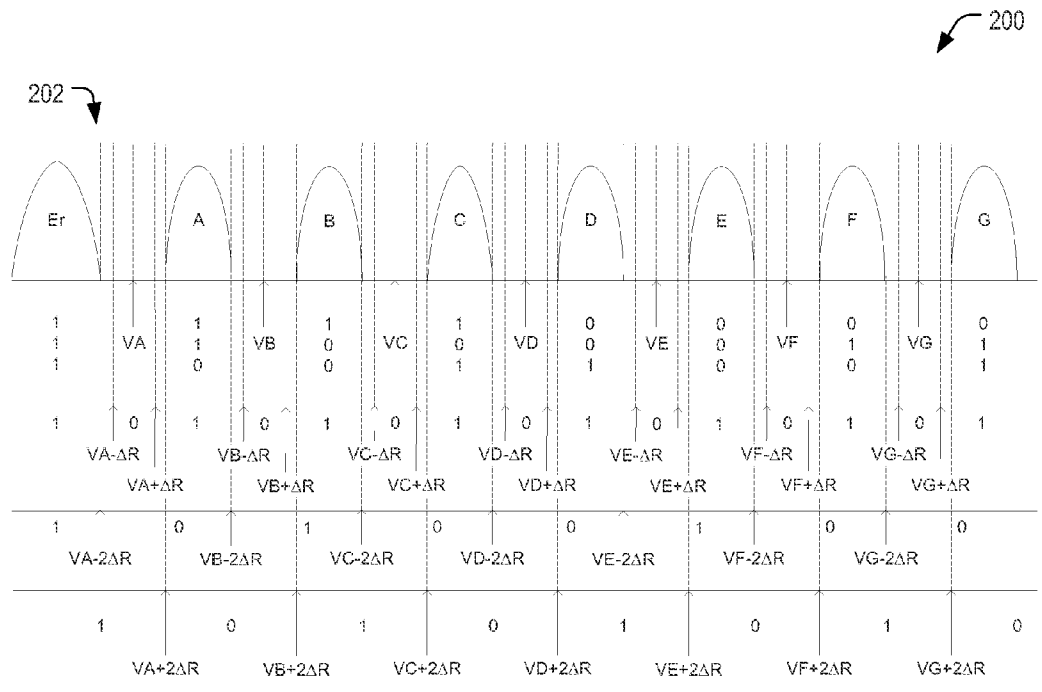 200
202
Er A B C D E F G
1 1 1 1 0 0 0 0
1 VA 1 VB 0 VC 0 VD 0 VE 0 VF 1 VG 1
1 0 0 1 1 0 0 1
1 0 1 0 1 0 1 0 1 0 1 0 1 0 1
VA-ΔR VB-ΔR VC-ΔR VD-ΔR VE-ΔR VF-ΔR VG-ΔR
VA+ΔR VB+ΔR VC+ΔR VD+ΔR VE+ΔR VF+ΔR VG+ΔR
1 0 1 0 0 1 0 0
VA-2ΔR VB-2ΔR VC-2ΔR VD-2ΔR VE-2ΔR VF-2ΔR VG-2ΔR
1 0 1 0 1 0 1 0
VA+2ΔR VB+2ΔR VC+2ΔR VD+2ΔR VE+2ΔR VF+2ΔR VG+2ΔR